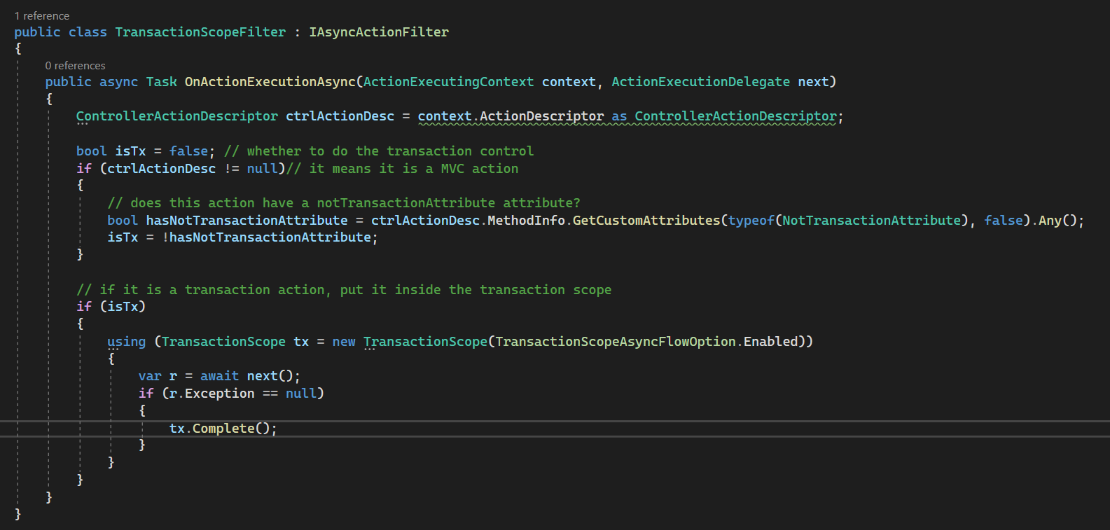 1 reference
public class TransactionScopeFilter : IAsyncActionFilter
{
0 references
public async Task OnActionExecutionAsync(ActionExecutingContext context, ActionExecutionDelegate next)
{
ControllerActionDescriptor ctrlActionDesc = context.ActionDescriptor as ControllerActionDescriptor;
bool isTx = false; // whether to do the transaction control
if (ctrlActionDesc != null)// it means it is a MVC action
{
// does this action have a notTransactionAttribute attribute?
bool hasNotTransactionAttribute = ctrlActionDesc.MethodInfo.GetCustomAttributes(typeof(NotTransactionAttribute), false).Any();
isTx = !hasNotTransactionAttribute;
}
// if it is a transaction action, put it inside the transaction scope
if (isTx)
{
using (TransactionScope tx = new TransactionScope(TransactionScopeAsyncFlowOption.Enabled))
{
var r = await next();
if (r.Exception == null)
{
tx.Complete();
}
}
}
}
}